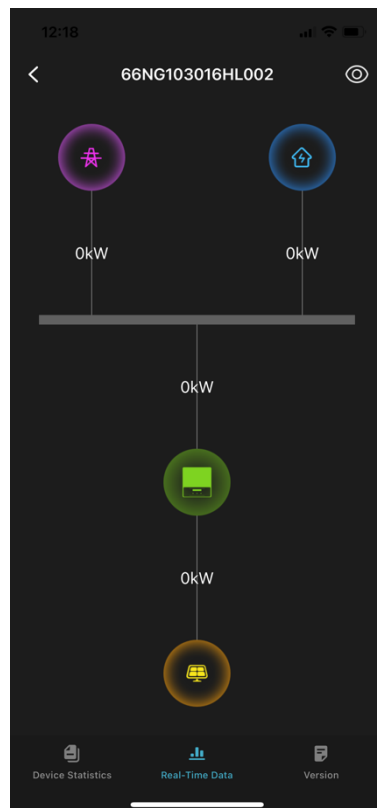 12:18
66NG103016HL002
0kW
0kW
0kW
0kW
Device Statistics
Real-Time Data
Version